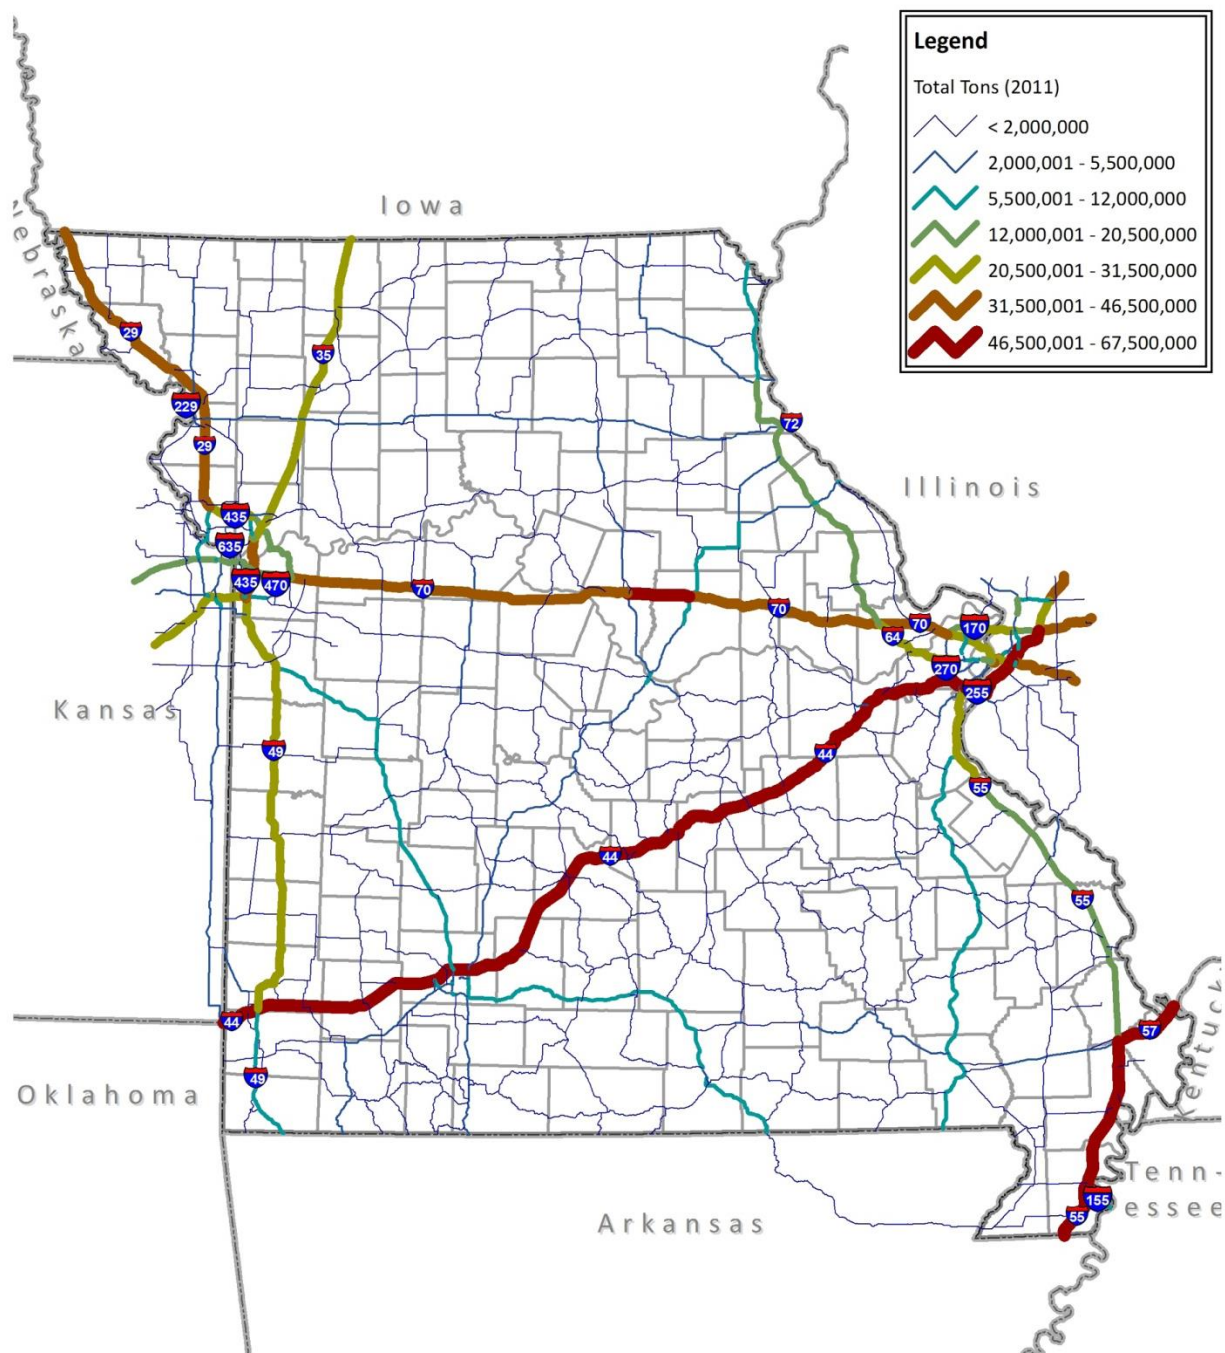 Legend
Total Tons (2011)
< 2,000,000
2,000,001 - 5,500,000
5,500,001 - 12,000,000
12,000,001 - 20,500,000
20,500,001 - 31,500,000
31,500,001 - 46,500,000
46,500,001 - 67,500,000
Iowa
Nebraska
29
35
229
72
29
Illinois
435
635
435
470
70
70
64
70
170
270
255
Kansas
49
44
55
44
55
44
57
Kentuck
49
Oklahoma
Tenn-
essee
155
55
Arkansas